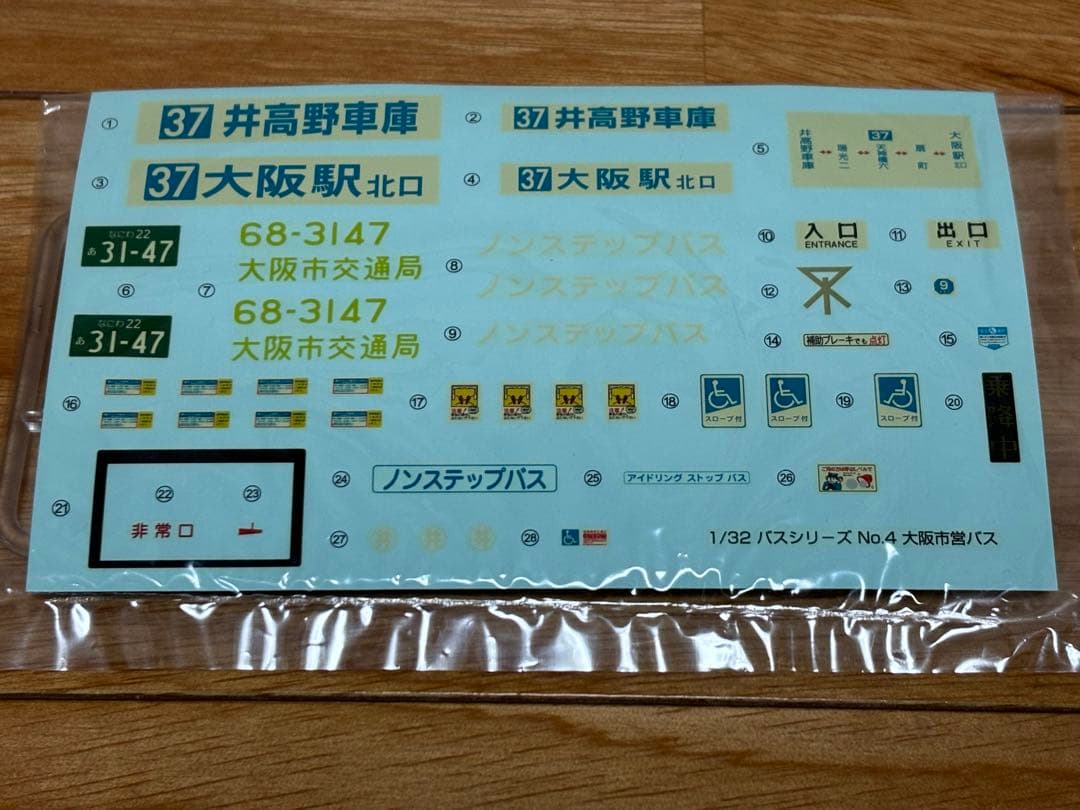 ① 37 井高野車庫
② 37 井高野車庫
③ 37 大阪駅 北口
④ 37 大阪駅 北口
⑤ 37
井高野車庫 ↔ 瑞光二 ↔ 天神橋六 ↔ 扇町 ↔ 大阪駅北口
なにわ 22
あ 31-47
⑥
なにわ 22
あ 31-47
⑦
68-3147
大阪市交通局
68-3147
大阪市交通局
⑧ ノンステップバス
ノンステップバス
⑨ ノンステップバス
⑩ 入口
ENTRANCE
⑪ 出口
EXIT
⑫
⑬ 9
⑭ 補助ブレーキでも点灯
⑮
⑯
⑰
⑱ スロープ付
スロープ付
⑲ スロープ付
⑳ 乗降中
㉑
㉒ 非常口
㉓
㉔ ノンステップバス
㉕ アイドリング ストップ バス
㉖
㉗
㉘
1/32 バスシリーズ No.4 大阪市営バス